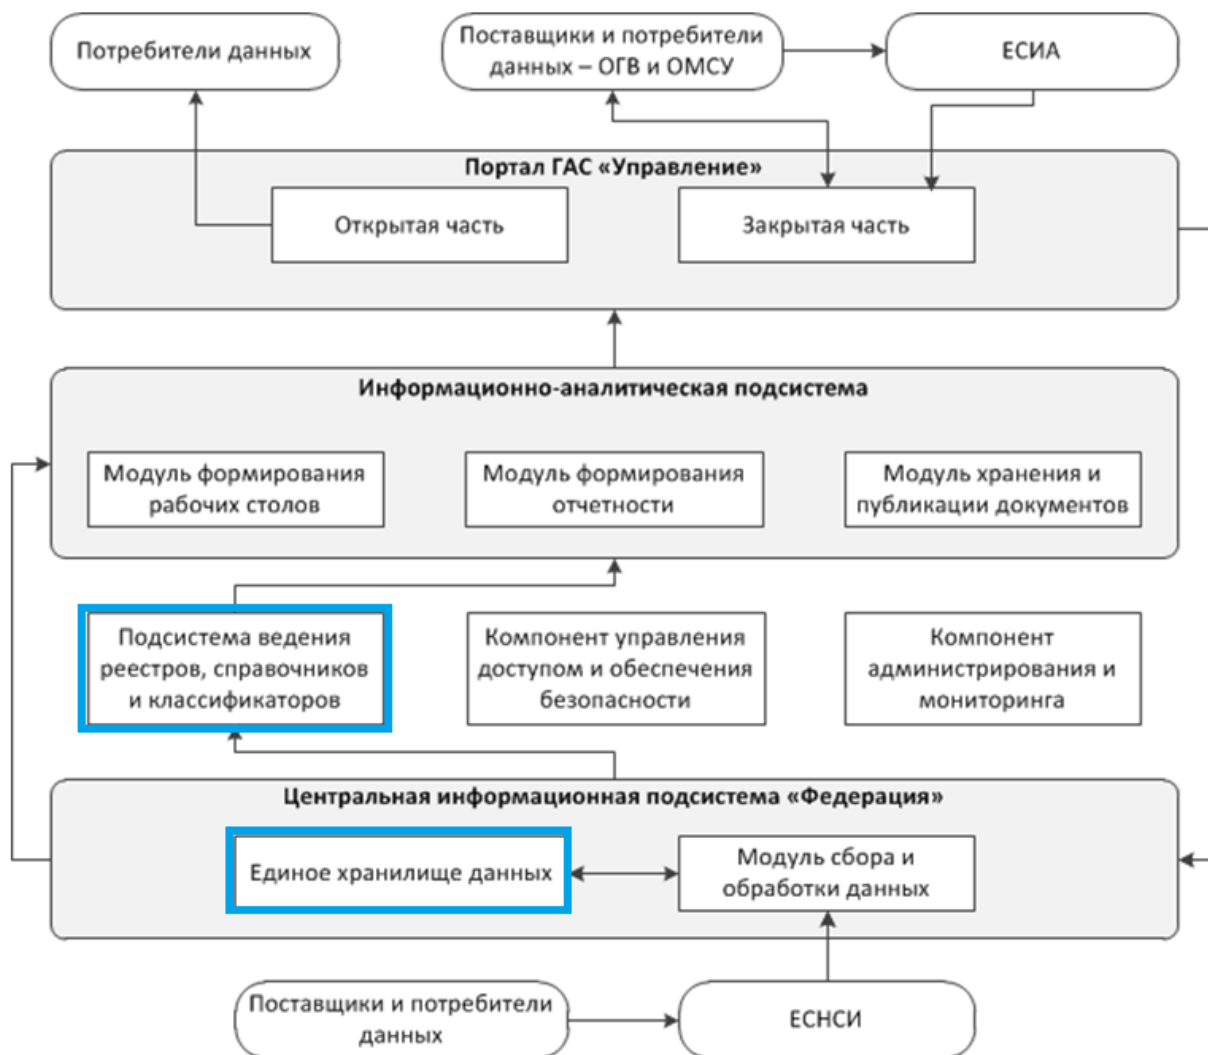 Потребители данных
Поставщики и потребители
данных – ОГВ и ОМСУ
ЕСИА
Портал ГАС «Управление»
Открытая часть
Закрытая часть
Информационно-аналитическая подсистема
Модуль формирования
рабочих столов
Модуль формирования
отчетности
Модуль хранения и
публикации документов
Подсистема ведения
реестров, справочников
и классификаторов
Компонент управления
доступом и обеспечения
безопасности
Компонент
администрирования и
мониторинга
Центральная информационная подсистема «Федерация»
Единое хранилище данных
Модуль сбора и
обработки данных
Поставщики и потребители
данных
ЕСНСИ